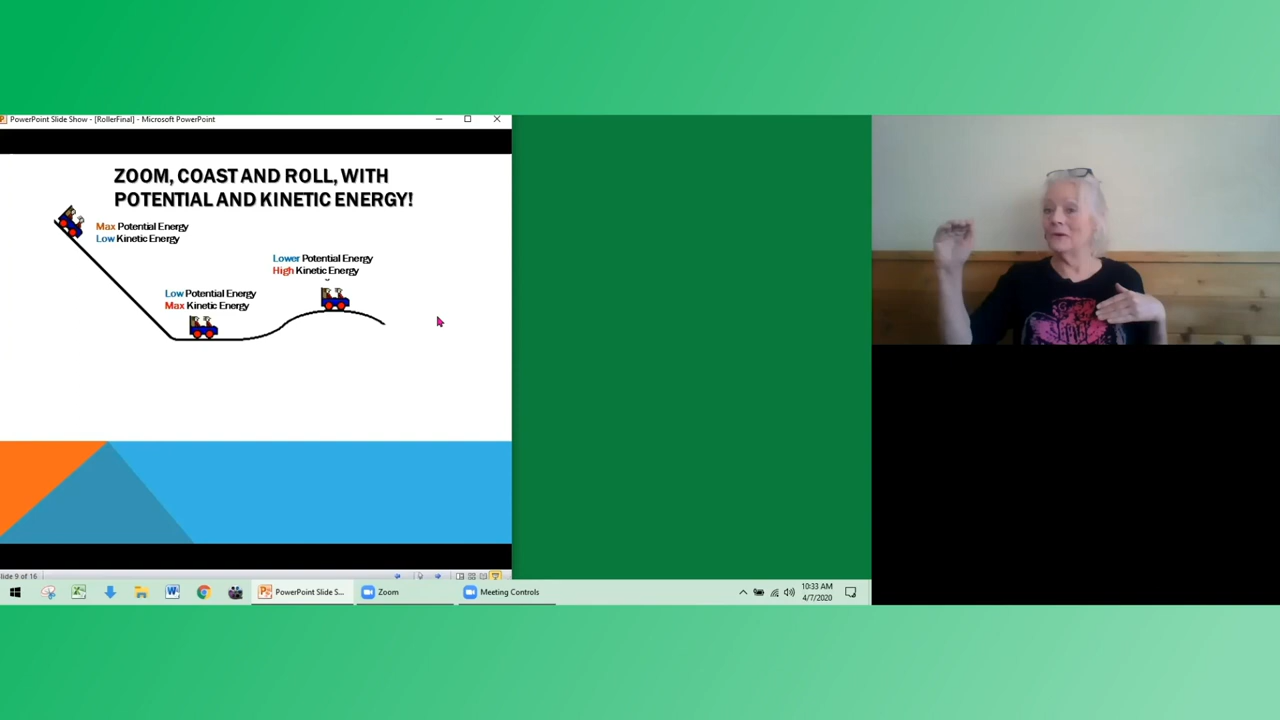 PowerPoint Slide Show - [RollerFinal] - Microsoft PowerPoint
ZOOM, COAST AND ROLL, WITH
POTENTIAL AND KINETIC ENERGY!
Max Potential Energy
Low Kinetic Energy
Lower Potential Energy
High Kinetic Energy
Low Potential Energy
Max Kinetic Energy
Slide 9 of 16
PowerPoint Slide S...
Zoom
Meeting Controls
10:33 AM
4/7/2020